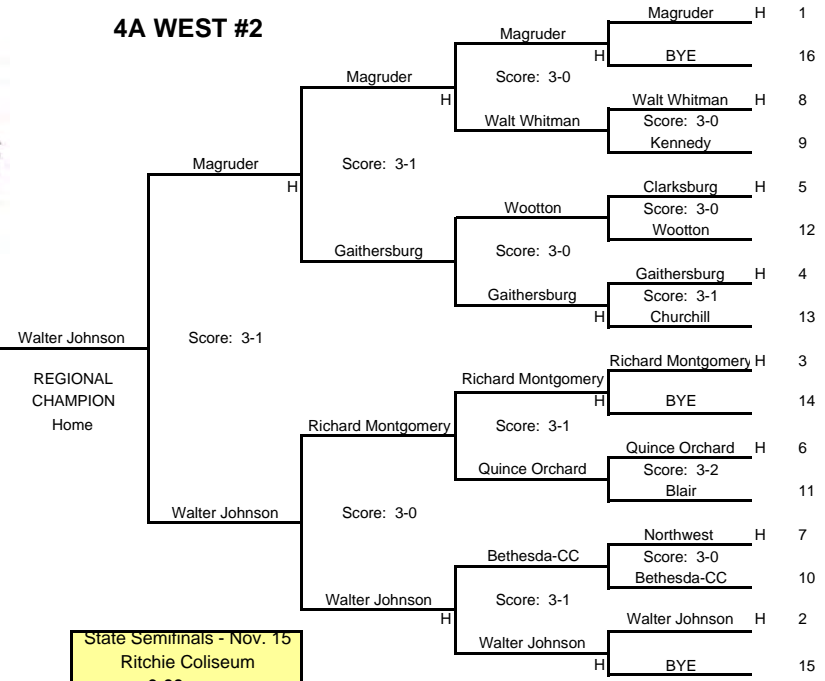 4A WEST #2
Magruder H 1
Magruder
H BYE 16
Magruder Score: 3-0
H Walt Whitman H 8
Walt Whitman Score: 3-0
Kennedy 9
Magruder Score: 3-1
H Clarksburg H 5
Wootton Score: 3-0
Wootton 12
Gaithersburg Score: 3-0
Gaithersburg H 4
Gaithersburg Score: 3-1
H Churchill 13
Walter Johnson Score: 3-1
REGIONAL
CHAMPION
Home
Richard Montgomery H 3
Richard Montgomery
H BYE 14
Richard Montgomery Score: 3-1
Quince Orchard H 6
Quince Orchard Score: 3-2
Blair 11
Walter Johnson Score: 3-0
Northwest H 7
Bethesda-CC Score: 3-0
Bethesda-CC 10
Walter Johnson Score: 3-1
H Walter Johnson H 2
Walter Johnson
H BYE 15
State Semifinals - Nov. 15
Ritchie Coliseum